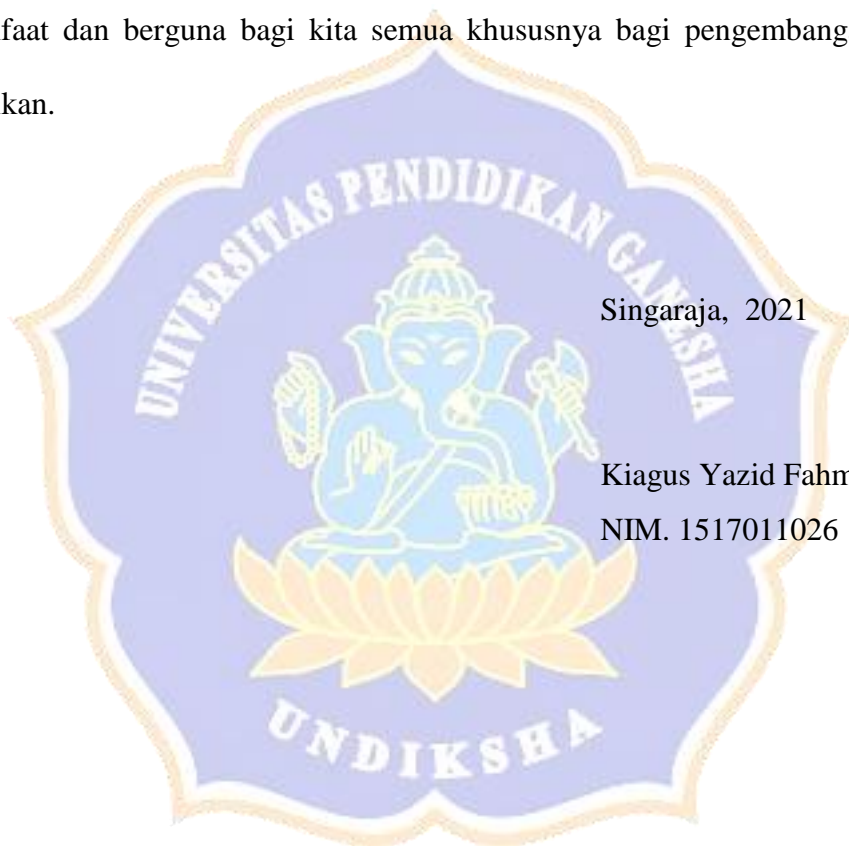 faat dan berguna bagi kita semua khususnya bagi pengembang
kan.
UNIVERSITAS PENDIDIKAN GANESHA
Singaraja, 2021
Kiagus Yazid Fahm
NIM. 1517011026
UNDIKSHA